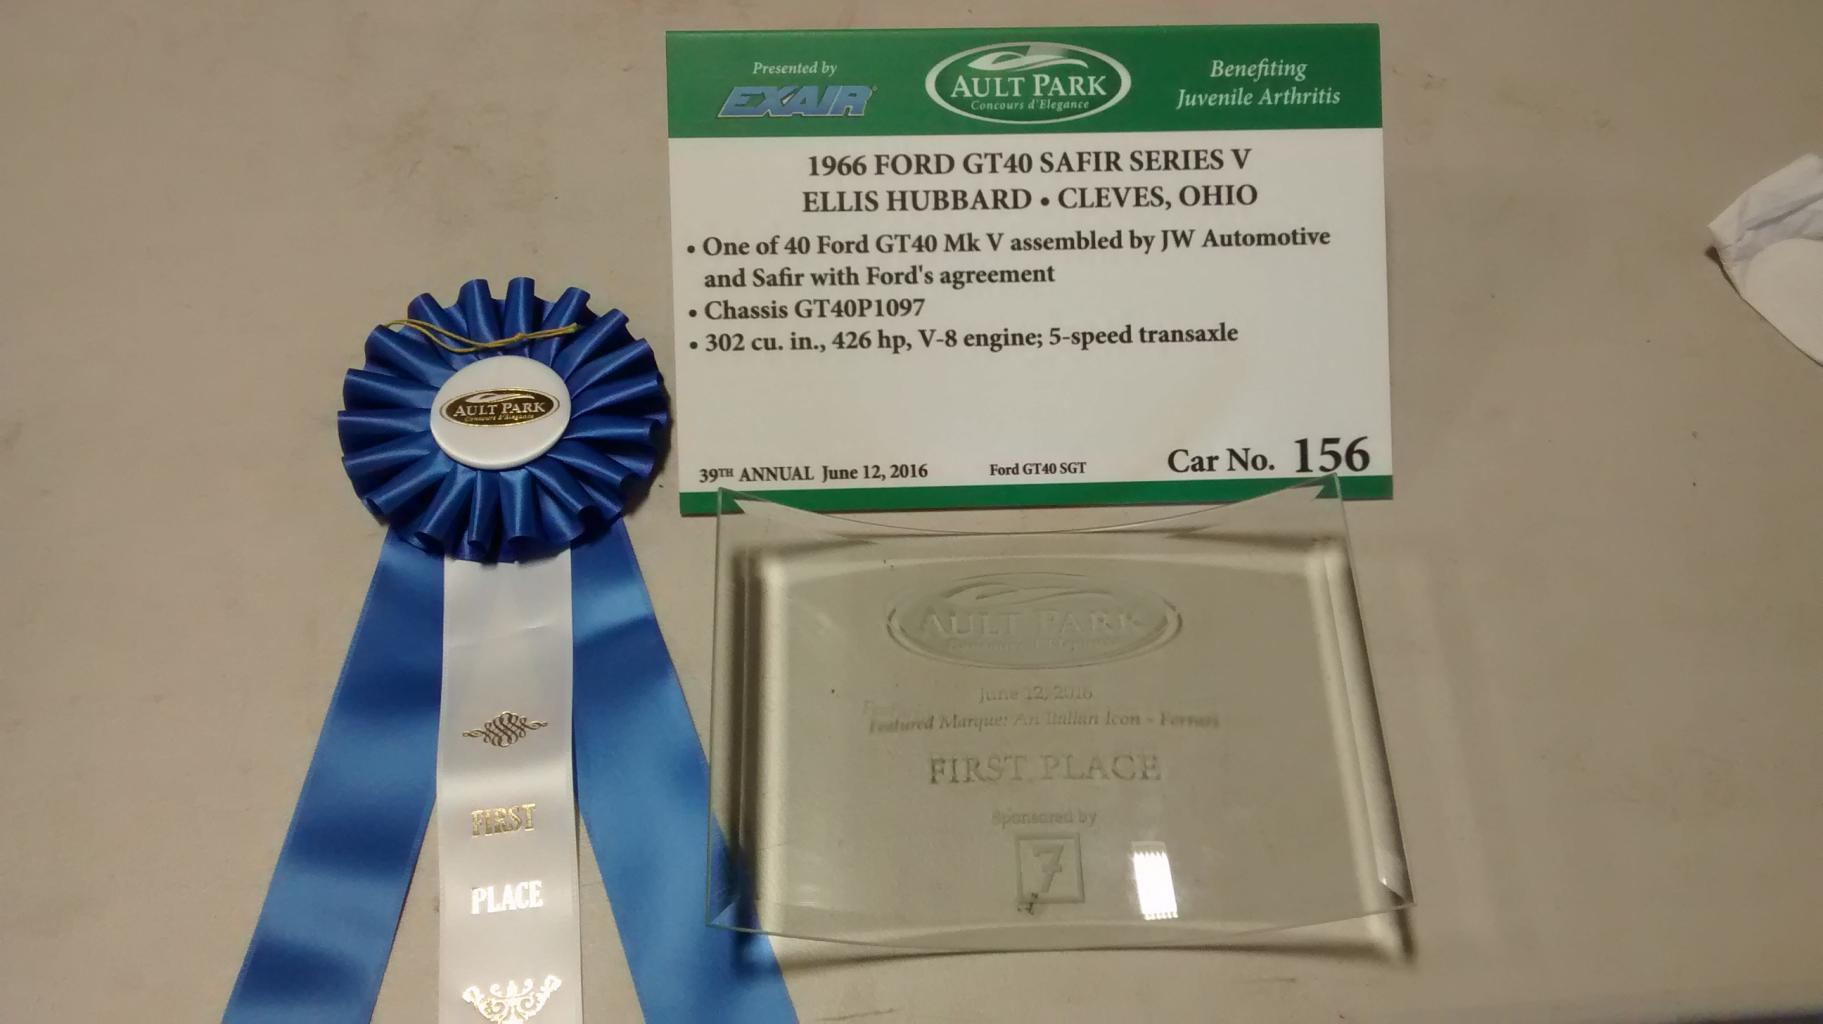 Presented by
EXAIR
AULT PARK
Concours d'Elegance
Benefiting
Juvenile Arthritis
1966 FORD GT40 SAFIR SERIES V
ELLIS HUBBARD • CLEVES, OHIO
• One of 40 Ford GT40 Mk V assembled by JW Automotive
and Safir with Ford's agreement
• Chassis GT40P1097
• 302 cu. in., 426 hp, V-8 engine; 5-speed transaxle
39TH ANNUAL June 12, 2016
Ford GT40 SGT
Car No. 156
AULT PARK
Concours d'Elegance
FIRST
PLACE
AULT PARK
Concours d'Elegance
June 12, 2016
Featured Marque: An Italian Icon - Ferrari
FIRST PLACE
Sponsored by
7